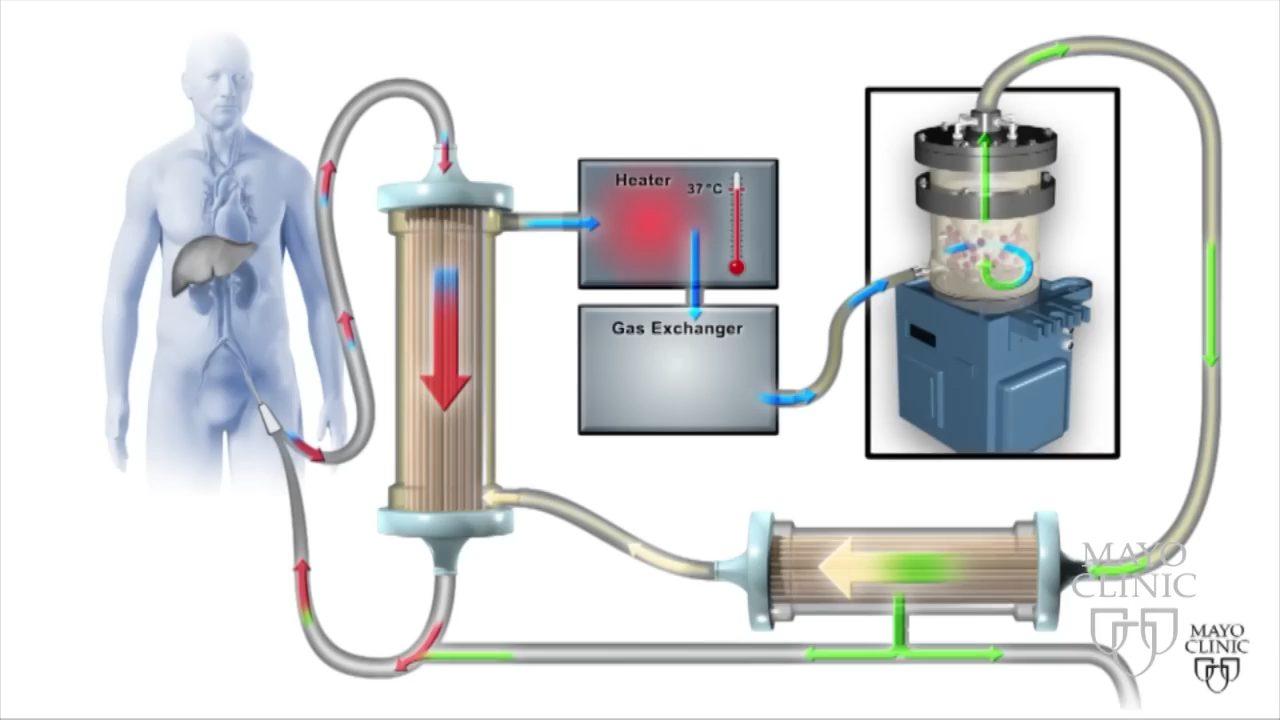 Heater
37°C
Gas Exchanger
MAYO
CLINIC
MAYO
CLINIC